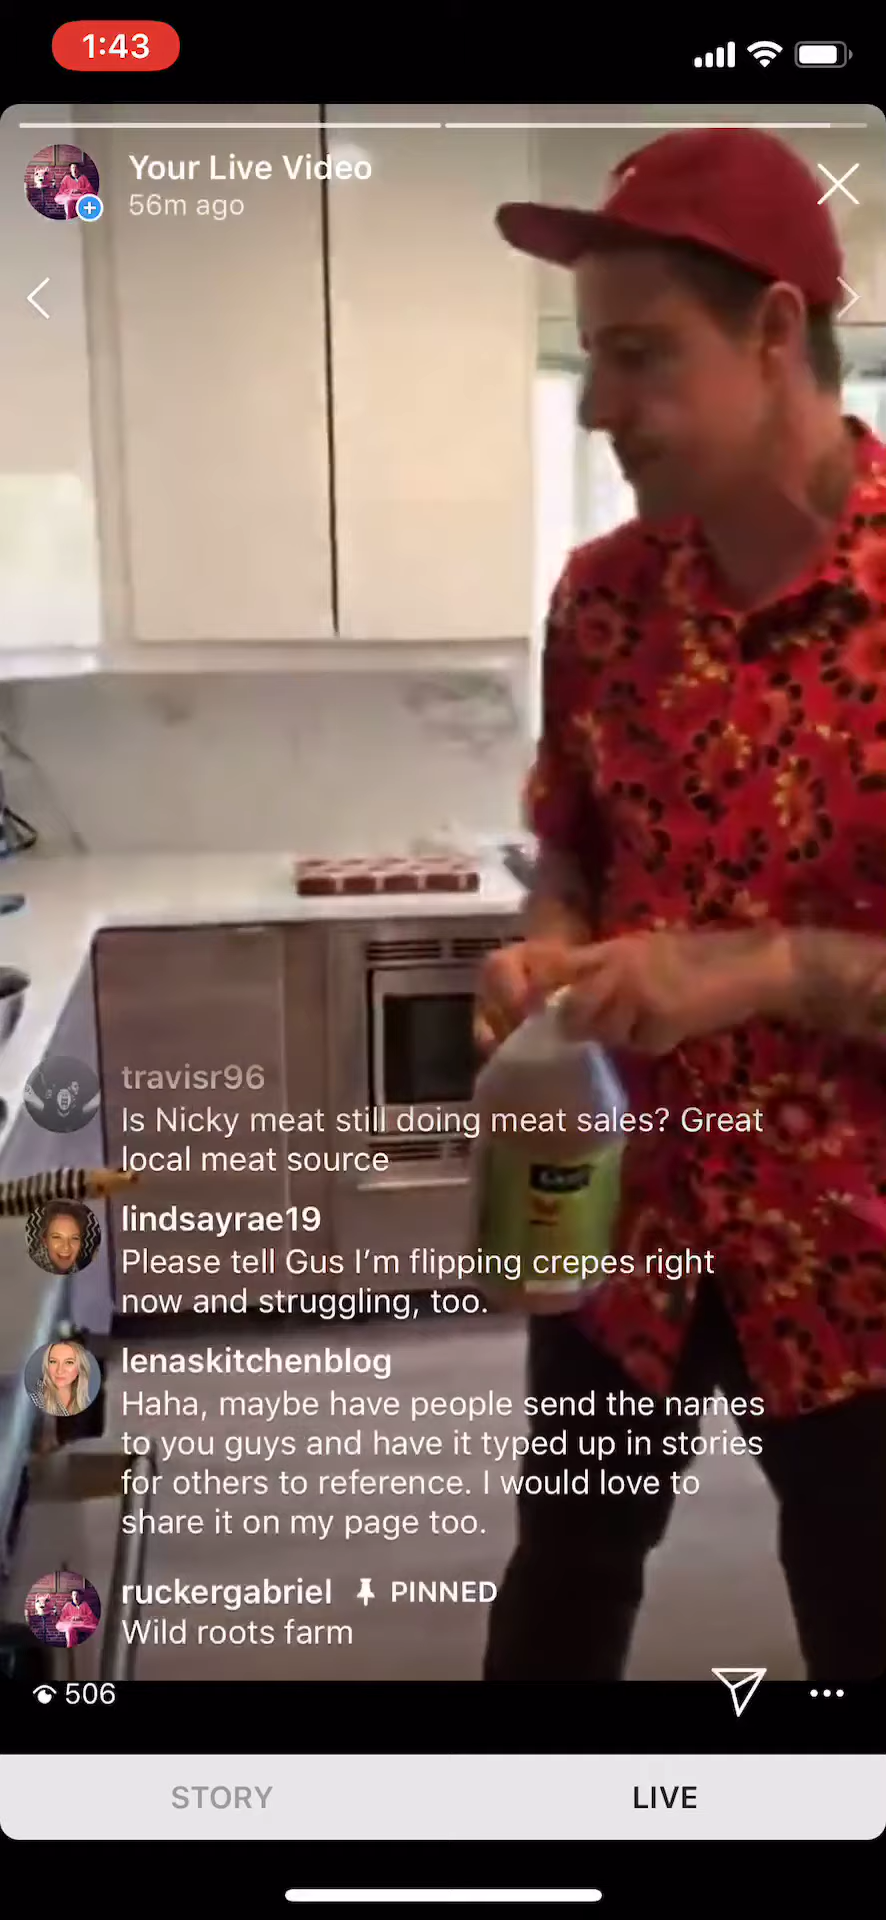 1:43
Your Live Video
56m ago
travisr96
Is Nicky meat still doing meat sales? Great
local meat source
lindsayrae19
Please tell Gus I’m flipping crepes right
now and struggling, too.
lenaskitchenblog
Haha, maybe have people send the names
to you guys and have it typed up in stories
for others to reference. I would love to
share it on my page too.
ruckergabriel PINNED
Wild roots farm
506
STORY
LIVE